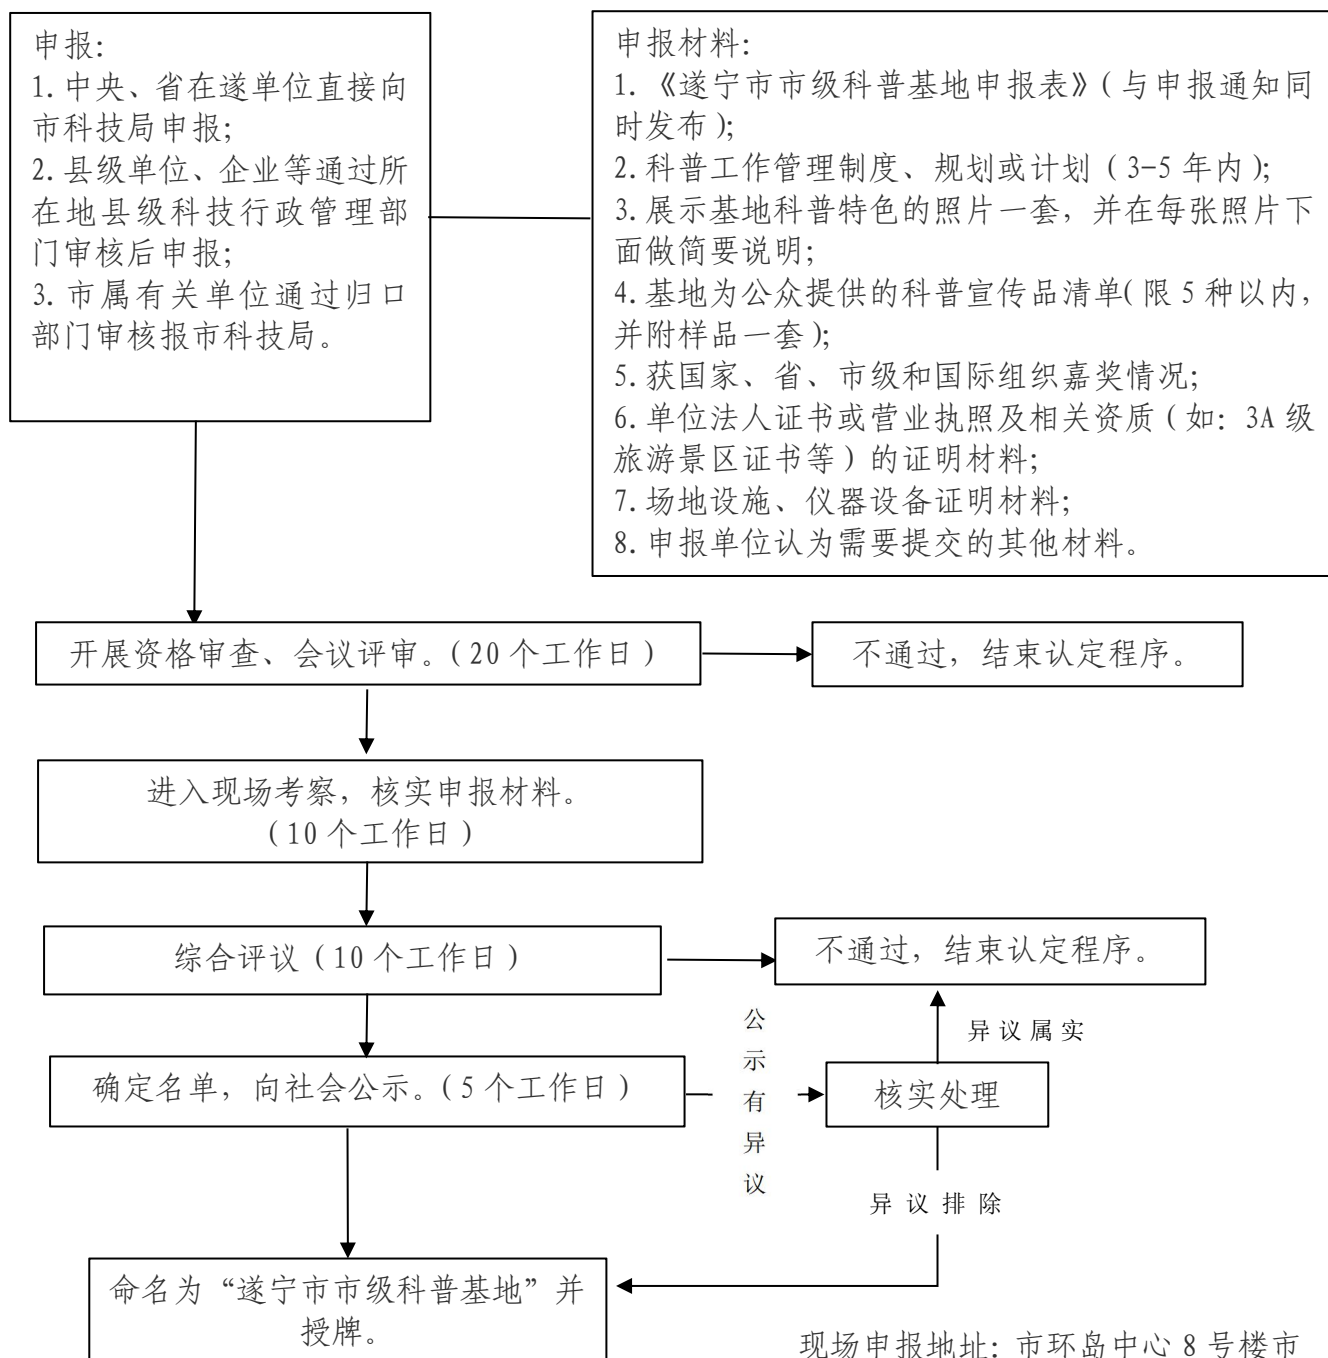 申报:
1.中央、省在遂单位直接向
市科技局申报;
2.县级单位、企业等通过所
在地县级科技行政管理部
门审核后申报;
3.市属有关单位通过归口
部门审核报市科技局。
申报材料:
1.《遂宁市市级科普基地申报表》(与申报通知同
时发布);
2.科普工作管理制度、规划或计划(3-5年内);
3.展示基地科普特色的照片一套，并在每张照片下
面做简要说明;
4.基地为公众提供的科普宣传品清单(限5种以内，
并附样品一套);
5.获国家、省、市级和国际组织嘉奖情况;
6.单位法人证书或营业执照及相关资质(如: 3A级
旅游景区证书等)的证明材料;
7.场地设施、仪器设备证明材料;
8.申报单位认为需要提交的其他材料。
开展资格审查、会议评审。(20个工作日)
不通过，结束认定程序。
进入现场考察，核实申报材料。
(10个工作日)
综合评议(10个工作日)
不通过，结束认定程序。
异议属实
确定名单，向社会公示。(5个工作日)
公示有异议
核实处理
异议排除
命名为“遂宁市市级科普基地”并
授牌。
现场申报地址: 市环岛中心8号楼市